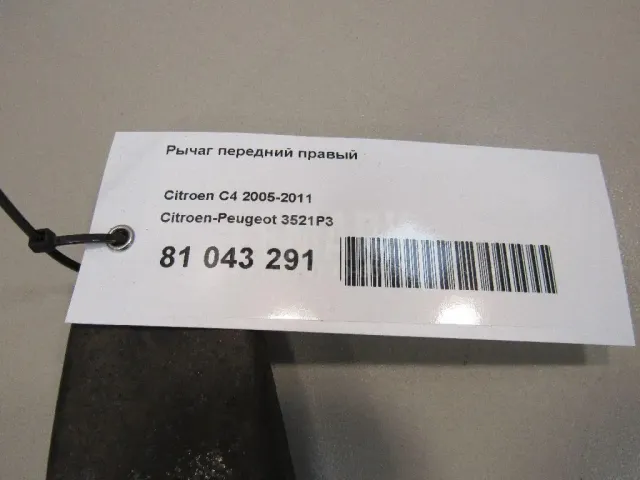 Рычаг передний правый
Citroen C4 2005-2011
Citroen-Peugeot 3521P3
81 043 291